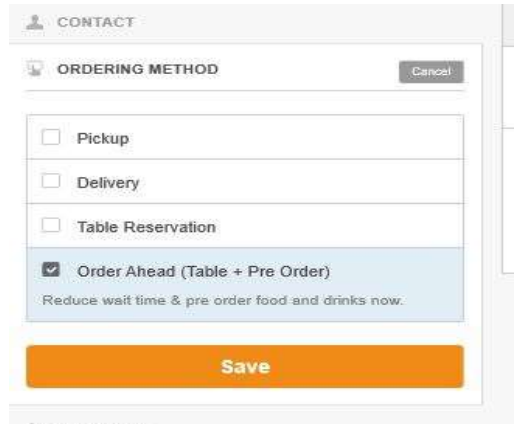 CONTACT
ORDERING METHOD
Cancel
Pickup
Delivery
Table Reservation
Order Ahead (Table + Pre Order)
Reduce wait time & pre order food and drinks now.
Save